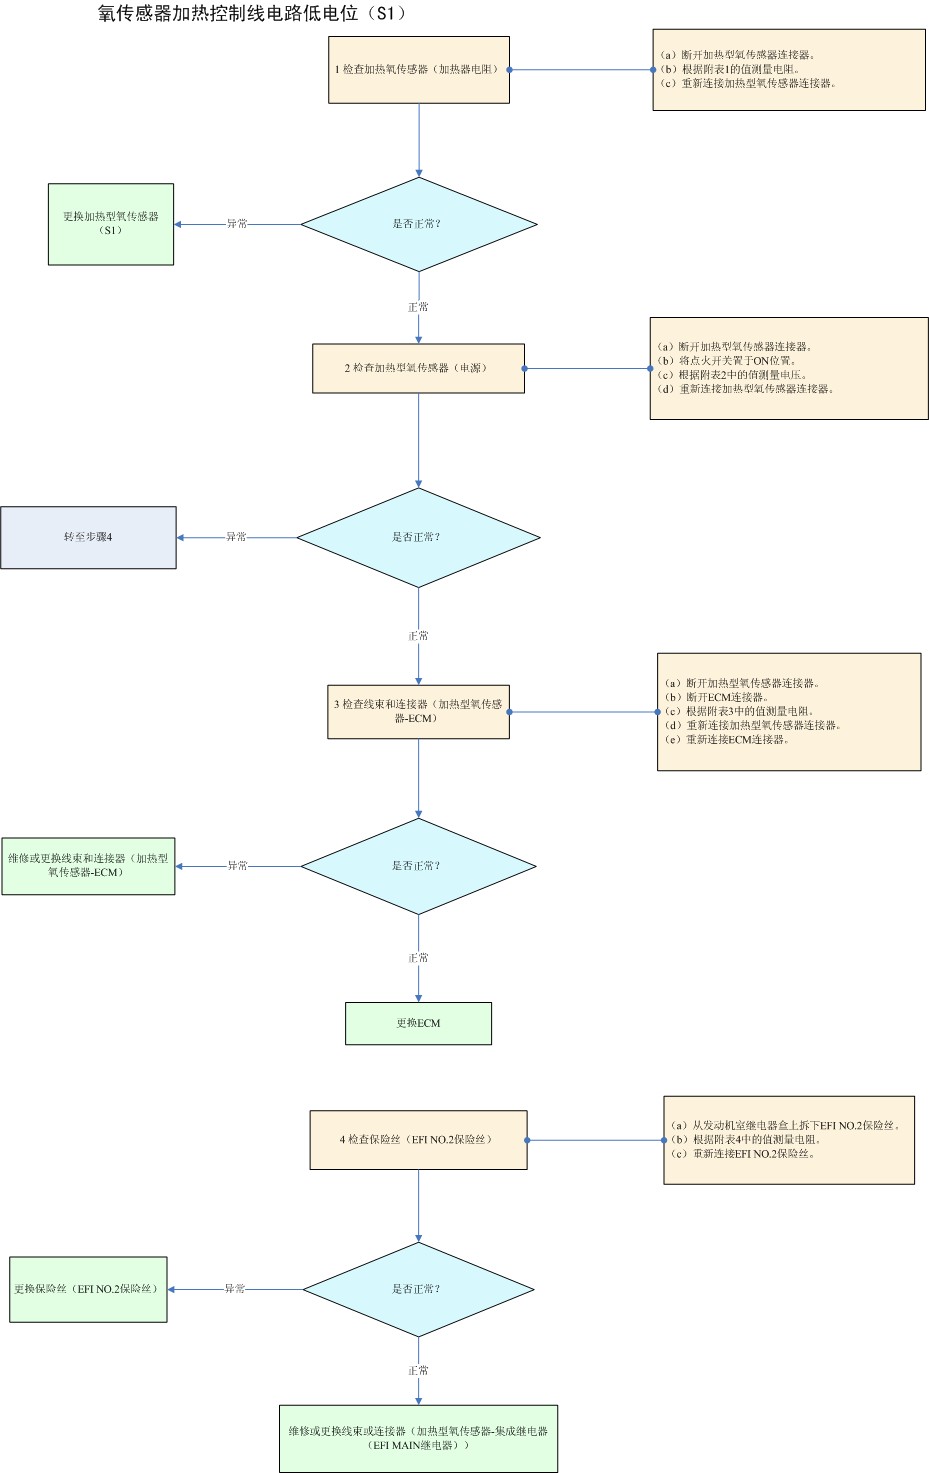 氧传感器加热控制线电路低电位（S1）
1 检查加热氧传感器（加热器电阻）
（a）断开加热型氧传感器连接器。
（b）根据附表1的值测量电阻。
（c）重新连接加热型氧传感器连接器。
更换加热型氧传感器
（S1）
异常
是否正常？
正常
2 检查加热型氧传感器（电源）
（a）断开加热型氧传感器连接器。
（b）将点火开关置于ON位置。
（c）根据附表2中的值测量电压。
（d）重新连接加热型氧传感器连接器。
转至步骤4
异常
是否正常？
正常
3 检查线束和连接器（加热型氧传感
器-ECM）
（a）断开加热型氧传感器连接器。
（b）断开ECM连接器。
（c）根据附表3中的值测量电阻。
（d）重新连接加热型氧传感器连接器。
（e）重新连接ECM连接器。
维修或更换线束和连接器（加热型
氧传感器-ECM）
异常
是否正常？
正常
更换ECM
4 检查保险丝（EFI NO.2保险丝）
（a）从发动机室继电器盒上拆下EFI NO.2保险丝。
（b）根据附表4中的值测量电阻。
（c）重新连接EFI NO.2保险丝。
更换保险丝（EFI NO.2保险丝）
异常
是否正常？
正常
维修或更换线束或连接器（加热型氧传感器-集成继电器
（EFI MAIN继电器））